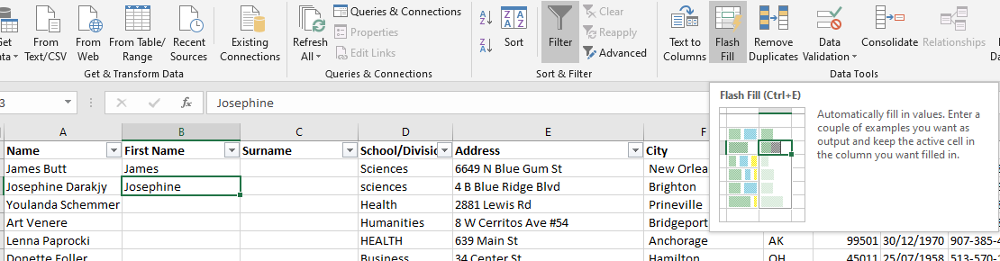 Get
Data
From
Text/CSV
From
Web
From Table/
Range
Recent
Sources
Existing
Connections
Get & Transform Data
Refresh
All
Queries & Connections
Properties
Edit Links
Queries & Connections
Sort
Filter
Clear
Reapply
Advanced
Sort & Filter
Text to
Columns
Flash
Fill
Remove
Duplicates
Data
Validation
Consolidate
Relationships
Data Tools
3
fx
Josephine
Flash Fill (Ctrl+E)
Automatically fill in values. Enter a
couple of examples you want as
output and keep the active cell in
the column you want filled in.
A B C D E F
Name First Name Surname School/Divisic Address City
James Butt James Sciences 6649 N Blue Gum St New Orlea
Josephine Darakjy Josephine sciences 4 B Blue Ridge Blvd Brighton
Youlanda Schemmer Health 2881 Lewis Rd Prineville
Art Venere Humanities 8 W Cerritos Ave #54 Bridgeport
Lenna Paprocki HEALTH 639 Main St Anchorage AK 99501 30/12/1970 907-385-4
Donette Foller Business 34 Center St Hamilton OH 45011 25/07/1958 513-570-1